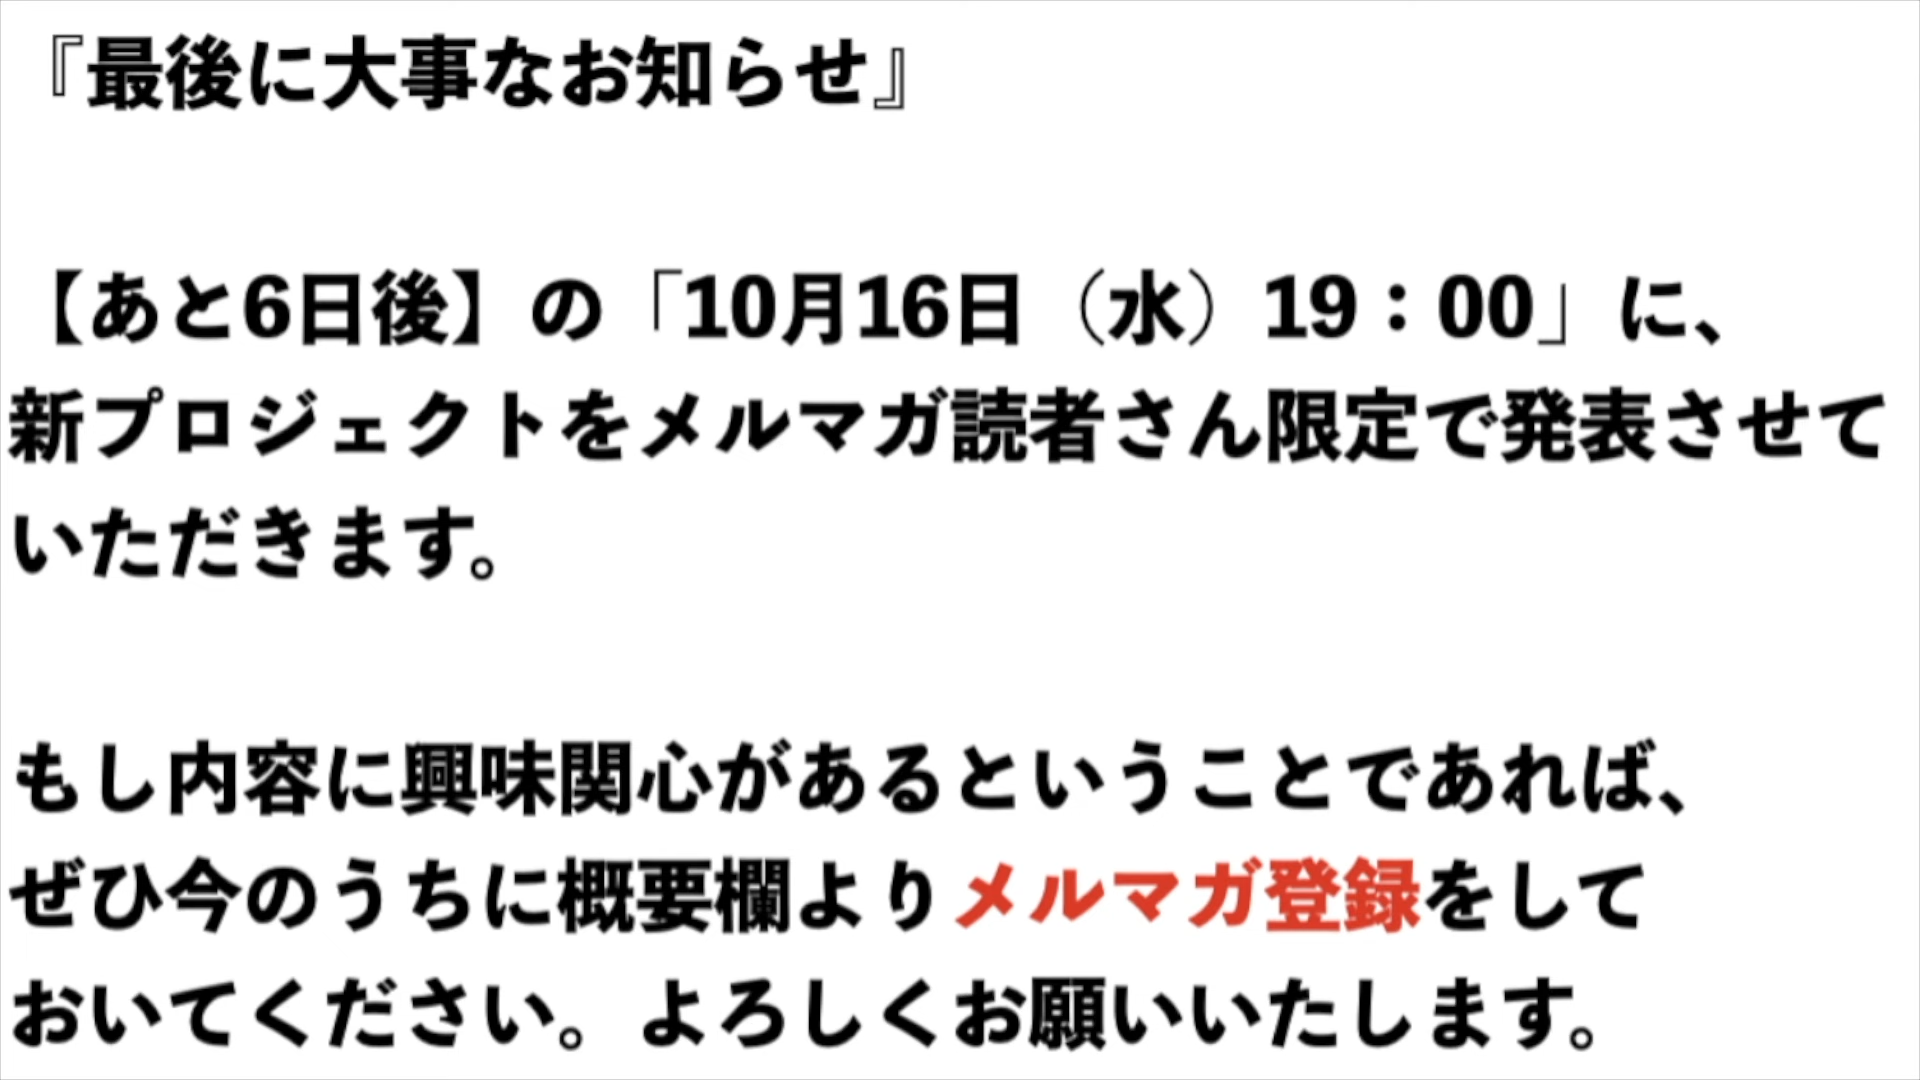 『最後に大事なお知らせ』
【あと6日後】の「10月16日（水）19：00」に、
新プロジェクトをメルマガ読者さん限定で発表させて
いただきます。
もし内容に興味関心があるということであれば、
ぜひ今のうちに概要欄よりメルマガ登録をして
おいてください。よろしくお願いいたします。